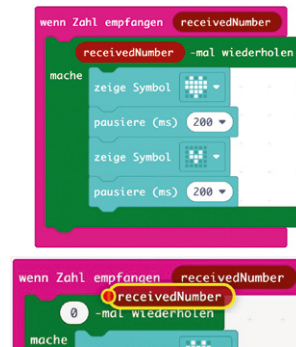 wenn Zahl empfangen receivedNumber
receivedNumber -mal wiederholen
mache
zeige Symbol
pausiere (ms) 200
zeige Symbol
pausiere (ms) 200
wenn Zahl empfangen receivedNumber
receivedNumber
0 -mal wiederholen
mache